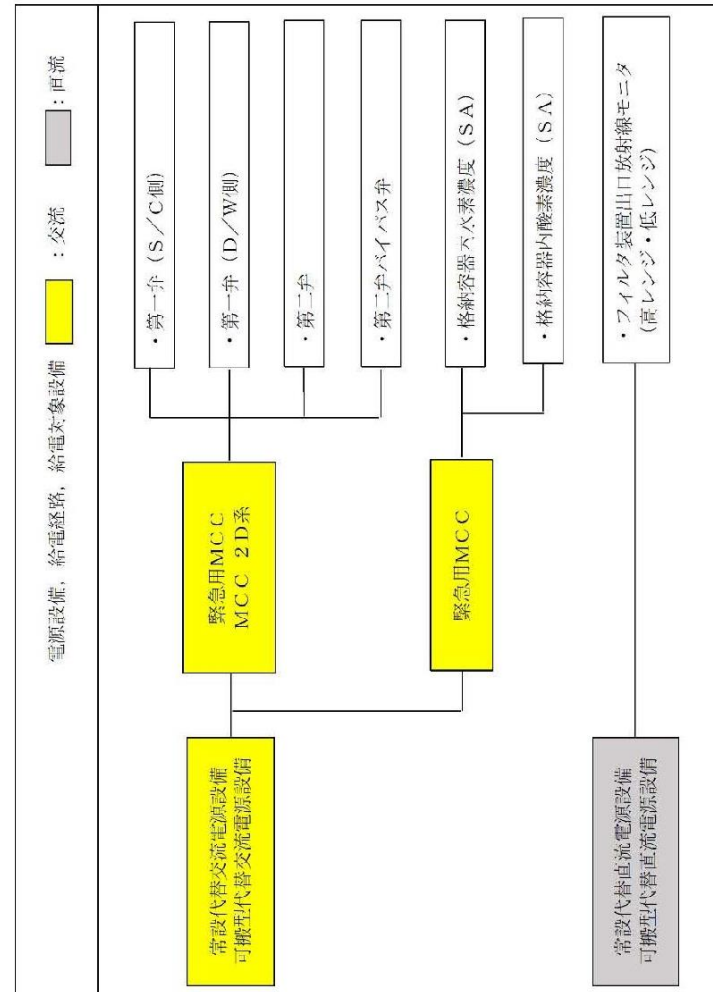 電源設備，給電経路，給電対象設備
：交流
：直流
常設代替交流電源設備
可搬型代替交流電源設備
緊急用ＭＣＣ
ＭＣＣ ２Ｄ系
・第一弁（Ｓ／Ｃ側）
・第一弁（Ｄ／Ｗ側）
・第二弁
・第二弁バイパス弁
緊急用ＭＣＣ
・格納容器内水素濃度（ＳＡ）
・格納容器内酸素濃度（ＳＡ）
常設代替直流電源設備
可搬型代替直流電源設備
・フィルタ装置出口放射線モニタ
（高レンジ・低レンジ）